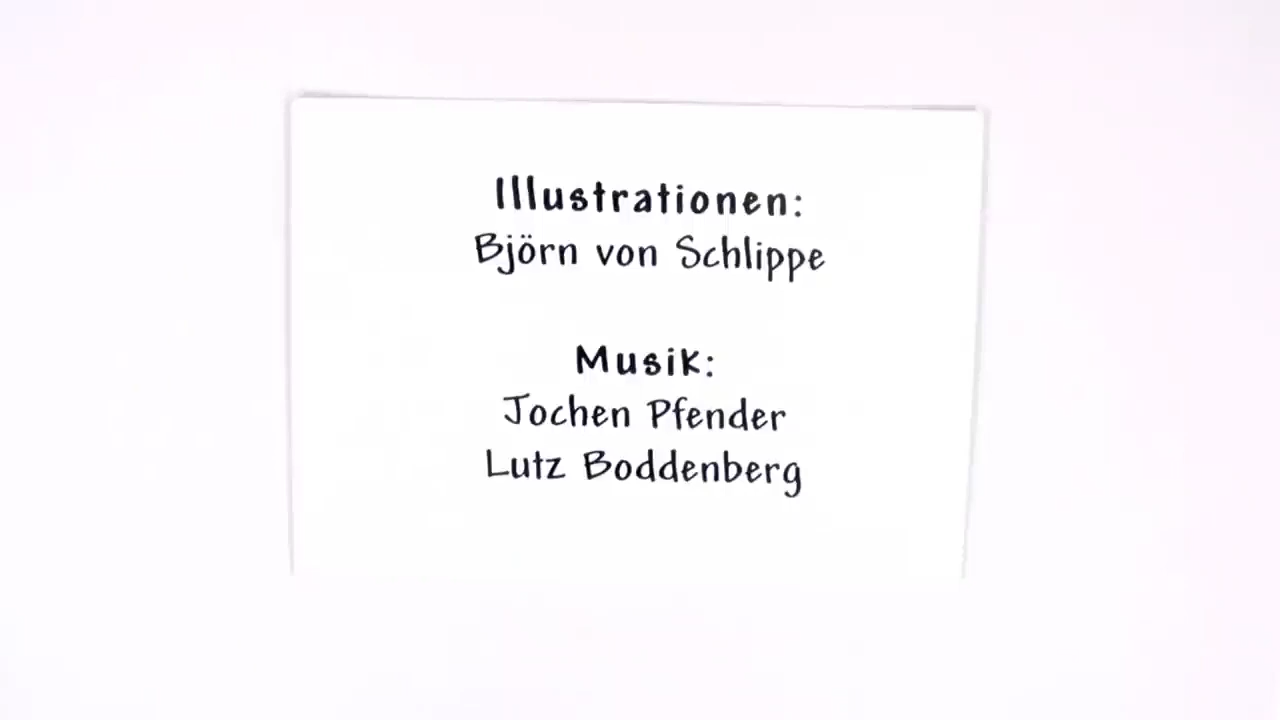 Illustrationen:
Björn von Schlippe
Musik:
Jochen Pfender
Lutz Boddenberg